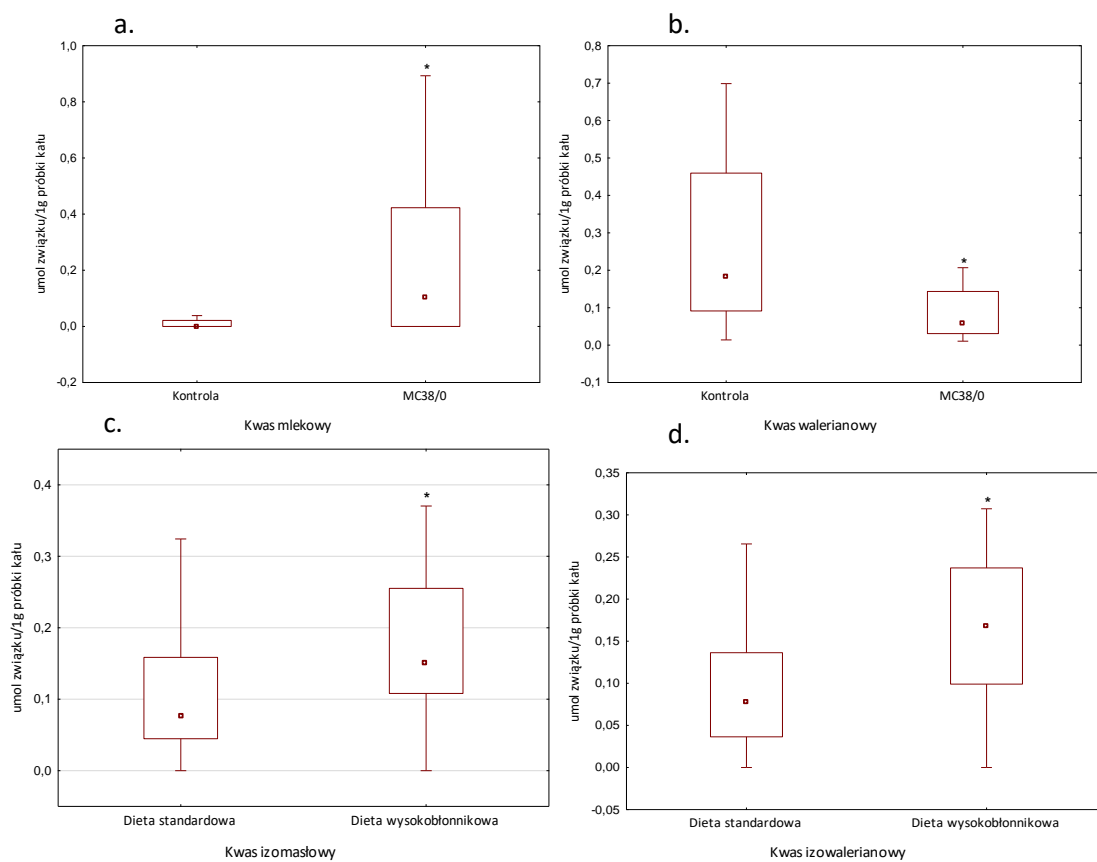 a.
umol związku/1g próbki kału
1,0
0,8
0,6
0,4
0,2
0,0
-0,2
*
Kontrola MC38/0
Kwas mlekowy
b.
umol związku/1g próbki kału
0,8
0,7
0,6
0,5
0,4
0,3
0,2
0,1
0,0
-0,1
*
Kontrola MC38/0
Kwas walerianowy
c.
umol związku/1g próbki kału
0,4
0,3
0,2
0,1
0,0
*
Dieta standardowa Dieta wysokobłonnikowa
Kwas izomasłowy
d.
umol związku/1g próbki kału
0,35
0,30
0,25
0,20
0,15
0,10
0,05
0,00
-0,05
*
Dieta standardowa Dieta wysokobłonnikowa
Kwas izowalerianowy